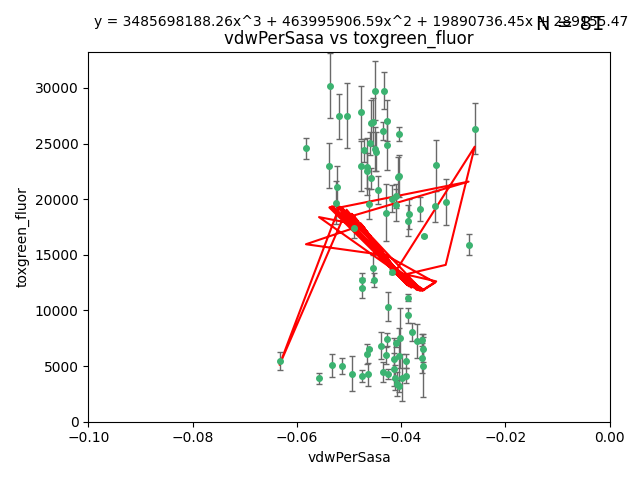 y = 3485698188.26x^3 + 463995906.59x^2 + 19890736.45x + 289155.47
N = 81
vdwPerSasa vs toxgreen_fluor
30000
25000
20000
15000
10000
5000
0
toxgreen_fluor
−0.10 −0.08 −0.06 −0.04 −0.02 0.00
vdwPerSasa